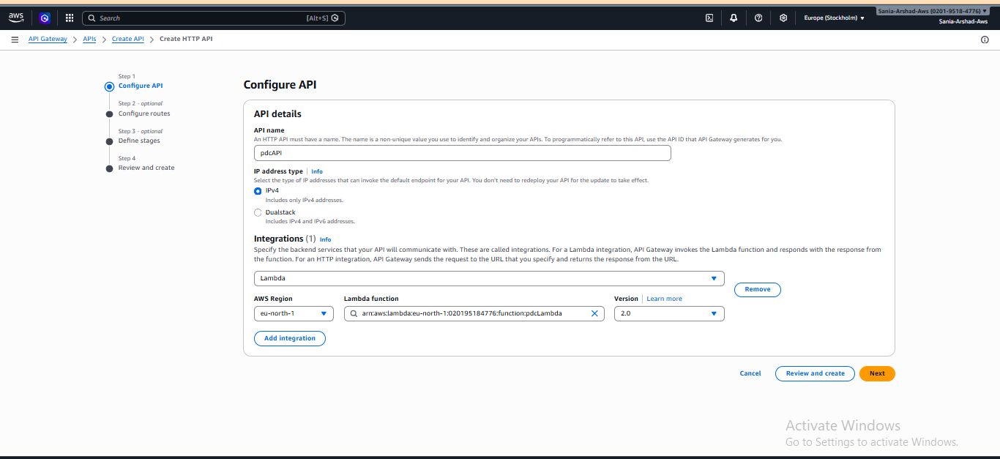 aws
Search [Alt+S]
Europe (Stockholm)
Sania-Arshad-Aws (0201-9518-4776)
Sania-Arshad-Aws
API Gateway
APIs
Create API
Create HTTP API
Step 1
Configure API
Step 2 - optional
Configure routes
Step 3 - optional
Define stages
Step 4
Review and create
Configure API
API details
API name
An HTTP API must have a name. The name is a non-unique value you use to identify and organize your APIs. To programmatically refer to this API, use the API ID that API Gateway generates for you.
pdcAPI
IP address type Info
Select the type of IP addresses that can invoke the default endpoint for your API. You don't need to redeploy your API for the update to take effect.
IPv4
Includes only IPv4 addresses.
Dualstack
Includes IPv4 and IPv6 addresses.
Integrations (1) Info
Specify the backend services that your API will communicate with. These are called integrations. For a Lambda integration, API Gateway invokes the Lambda function and responds with the response from
the function. For an HTTP integration, API Gateway sends the request to the URL that you specify and returns the response from the URL.
Lambda
Remove
AWS Region
Lambda function
Version Learn more
eu-north-1
arn:aws:lambda:eu-north-1:020195184776:function:pdcLambda
2.0
Add integration
Cancel
Review and create
Next
Activate Windows
Go to Settings to activate Windows.